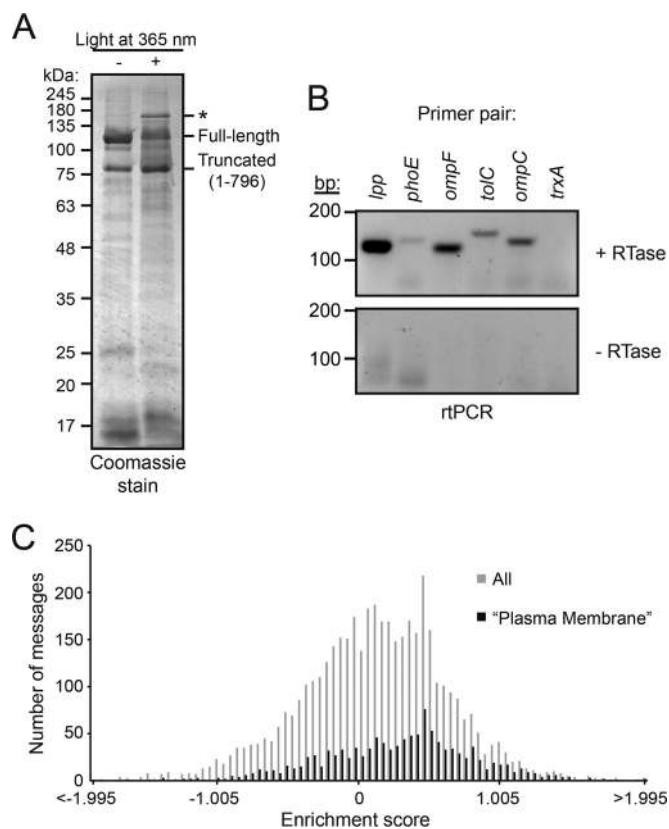 A
Light at 365 nm
- +
kDa:
245
180
135
100
75
63
48
35
25
20
17
*
Full-length
Truncated
(1-796)
Coomassie
stain
B
Primer pair:
bp:
lpp phoE ompF tolC ompC trxA
200
100
+ RTase
200
100
- RTase
rtPCR
C
Number of messages
250
200
150
100
50
0
All
"Plasma Membrane"
<-1.995 -1.005 0 1.005 >1.995
Enrichment score